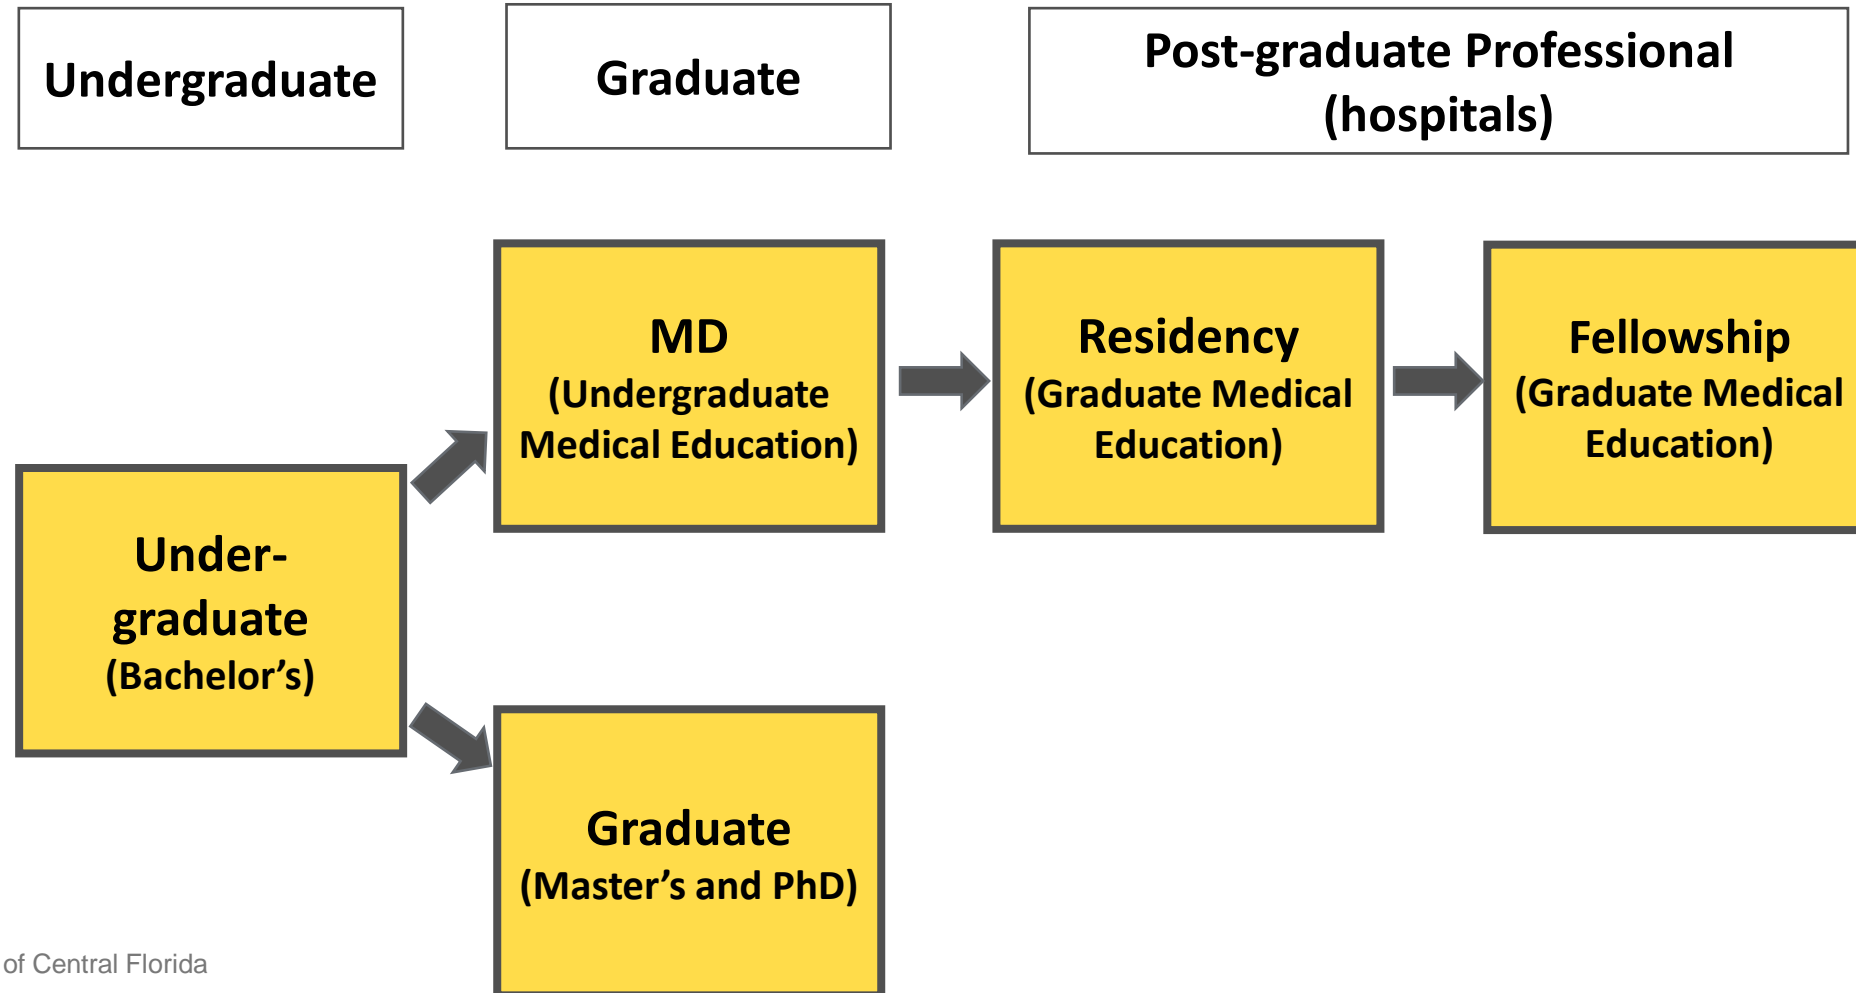 Undergraduate
Graduate
Post-graduate Professional
(hospitals)
MD
(Undergraduate
Medical Education)
Residency
(Graduate Medical
Education)
Fellowship
(Graduate Medical
Education)
Under-
graduate
(Bachelor’s)
Graduate
(Master’s and PhD)
of Central Florida